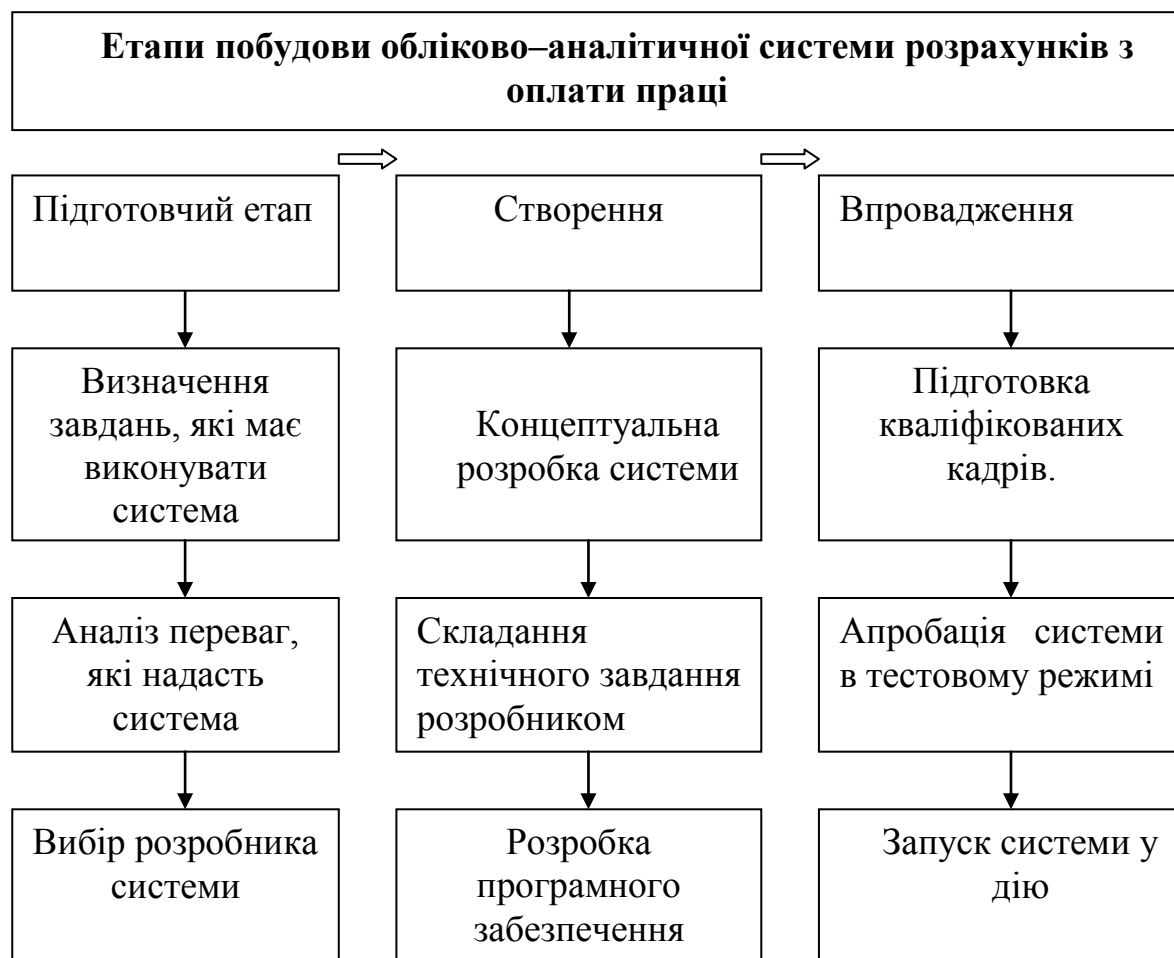 Етапи побудови обліково–аналітичної системи розрахунків з
оплати праці
Підготовчий етап
Створення
Впровадження
Визначення
завдань, які має
виконувати
система
Концептуальна
розробка системи
Підготовка
кваліфікованих
кадрів.
Аналіз переваг,
які надасть
система
Складання
технічного завдання
розробником
Апробація системи
в тестовому режимі
Вибір розробника
системи
Розробка
програмного
забезпечення
Запуск системи у
дію